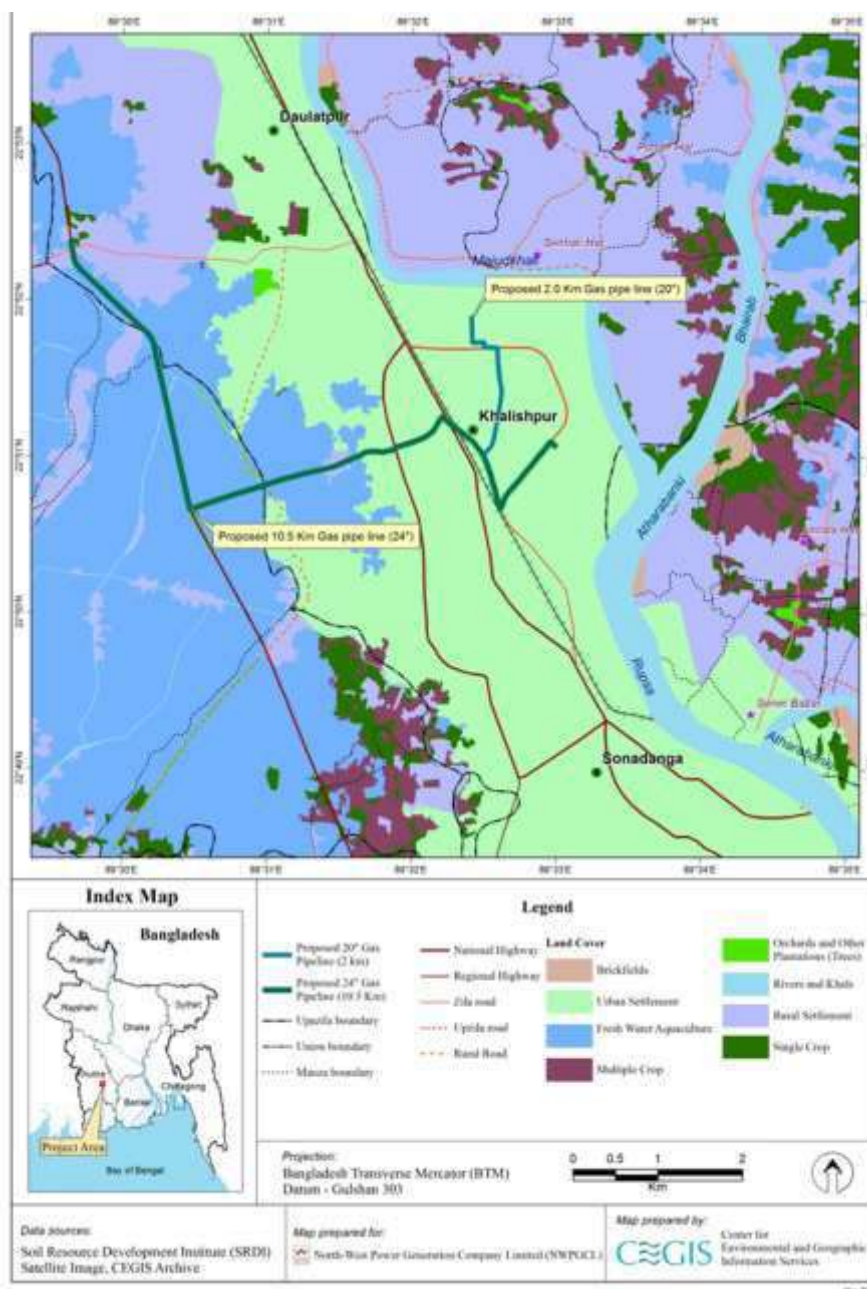 Daulatpur
Proposed 2.0 Km Gas pipe line (20")
Khalishpur
Bhairab
Atharabanki
Proposed 10.5 Km Gas pipe line (24")
Rupsa
Atharabanki
Sonadanga
Index Map
Bangladesh
Rangpur
Rajshahi
Dhaka
Sylhet
Khulna
Barisal
Chittagong
Project Area
Bay of Bengal
Legend
Proposed 20" Gas
Pipeline (2 km)
Proposed 24" Gas
Pipeline (10.5 Km)
Upazila boundary
Union boundary
Mauza boundary
National Highway
Regional Highway
Zila road
Upzila road
Rural Road
Land Cover
Brickfields
Urban Settlement
Fresh Water Aquaculture
Multiple Crop
Orchards and Other
Plantations (Trees)
Rivers and Khals
Rural Settlement
Single Crop
Projection:
Bangladesh Transverse Mercator (BTM)
Datum - Gulshan 303
0 0.5 1 2
Km
Data sources:
Soil Resource Development Institute (SRDI)
Satellite Image, CEGIS Archive
Map prepared for:
North-West Power Generation Company Limited (NWPGCL)
Map prepared by:
CEGIS
Center for
Environmental and Geographic
Information Services